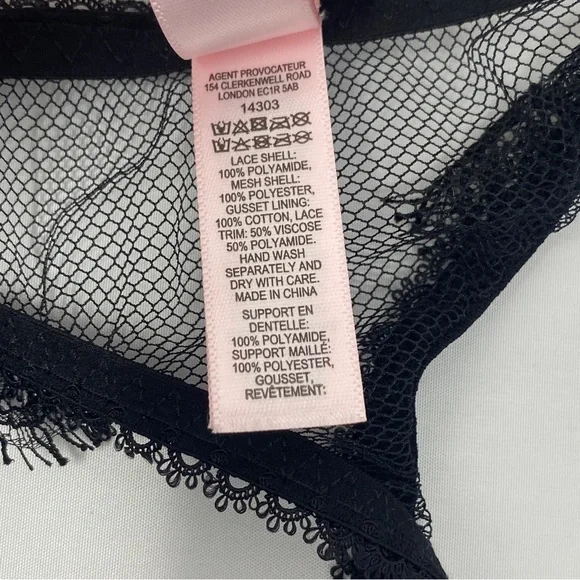 AGENT PROVOCATEUR
154 CLERKENWELL ROAD
LONDON EC1R 5AB
14303
LACE SHELL:
100% POLYAMIDE,
MESH SHELL:
100% POLYESTER,
GUSSET LINING:
100% COTTON, LACE
TRIM: 50% VISCOSE
50% POLYAMIDE.
HAND WASH
SEPARATELY AND
DRY WITH CARE.
MADE IN CHINA
SUPPORT EN
DENTELLE:
100% POLYAMIDE,
SUPPORT MAILLÉ:
100% POLYESTER,
GOUSSET,
REVÊTEMENT: